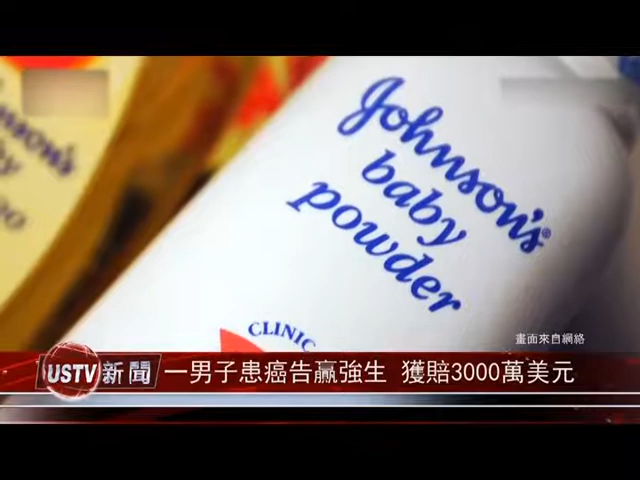 Johnson's®
baby
powder
CLINIC
畫面來自網絡
USTV新聞
一男子患癌告贏強生 獲賠3000萬美元